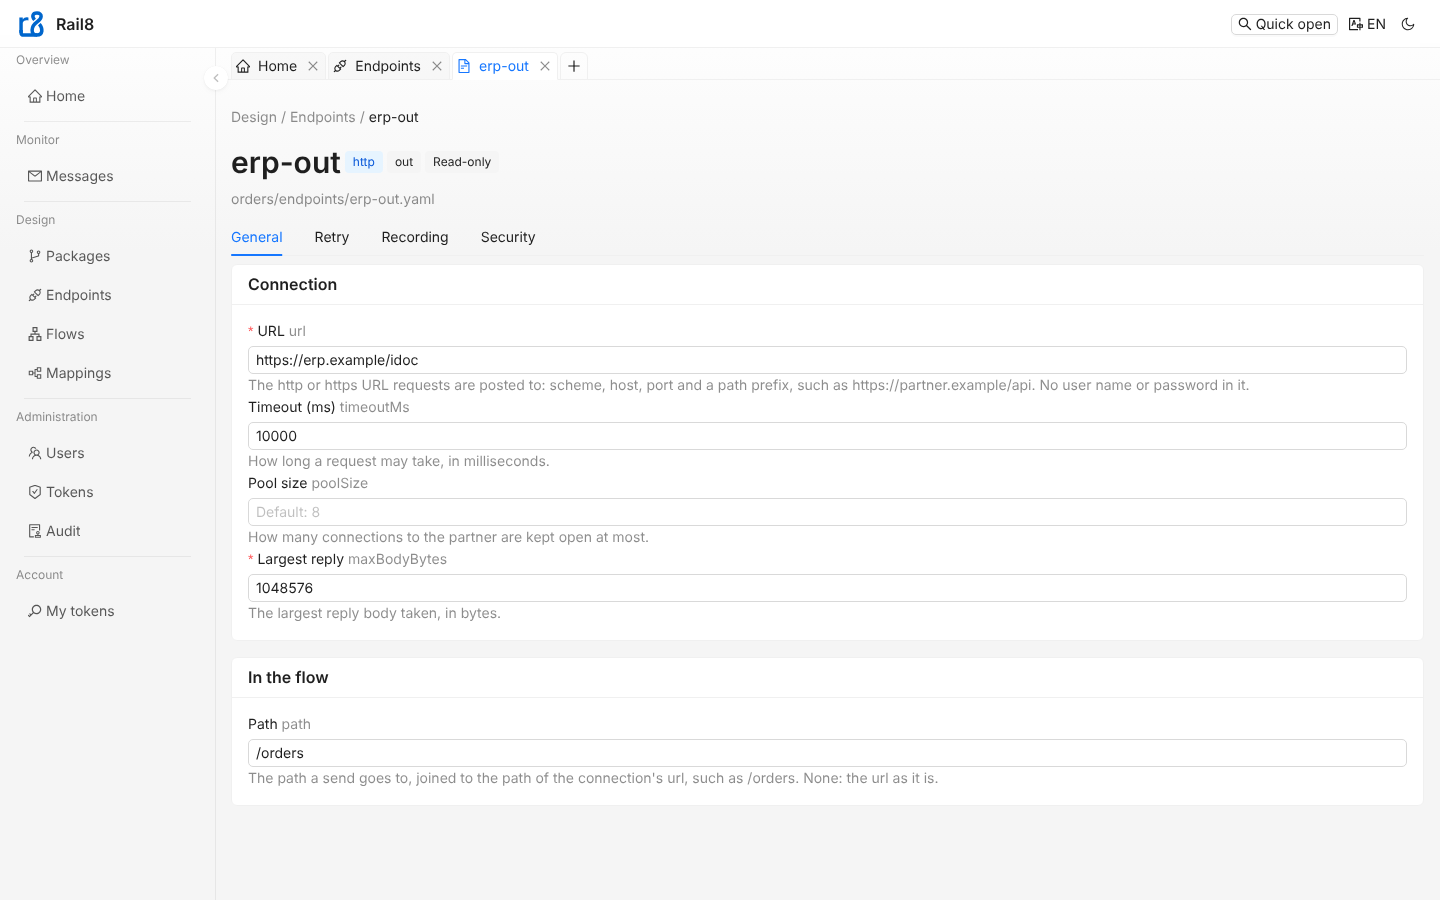 Rail8
Quick open
EN
Overview
Home
Monitor
Messages
Design
Packages
Endpoints
Flows
Mappings
Administration
Users
Tokens
Audit
Account
My tokens
Home
Endpoints
erp-out
Design / Endpoints / erp-out
erp-out http out Read-only
orders/endpoints/erp-out.yaml
General Retry Recording Security
Connection
* URL url
https://erp.example/idoc
The http or https URL requests are posted to: scheme, host, port and a path prefix, such as https://partner.example/api. No user name or password in it.
Timeout (ms) timeoutMs
10000
How long a request may take, in milliseconds.
Pool size poolSize
Default: 8
How many connections to the partner are kept open at most.
* Largest reply maxBodyBytes
1048576
The largest reply body taken, in bytes.
In the flow
Path path
/orders
The path a send goes to, joined to the path of the connection's url, such as /orders. None: the url as it is.